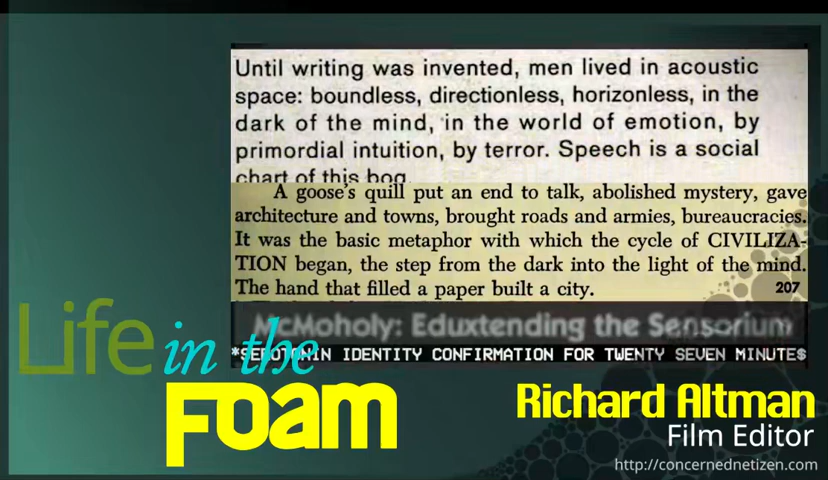 Until writing was invented, men lived in acoustic
space: boundless, directionless, horizonless, in the
dark of the mind, in the world of emotion, by
primordial intuition, by terror. Speech is a social
chart of this bog
A goose's quill put an end to talk, abolished mystery, gave
architecture and towns, brought roads and armies, bureaucracies.
It was the basic metaphor with which the cycle of CIVILIZA-
TION began, the step from the dark into the light of the mind.
The hand that filled a paper built a city.
207
McMoholy: Eduxtending the Sensorium
*SEROTONIN IDENTITY CONFIRMATION FOR TWENTY SEVEN MINUTES
Life in the
Foam
Richard Altman
Film Editor
http://concernednetizen.com